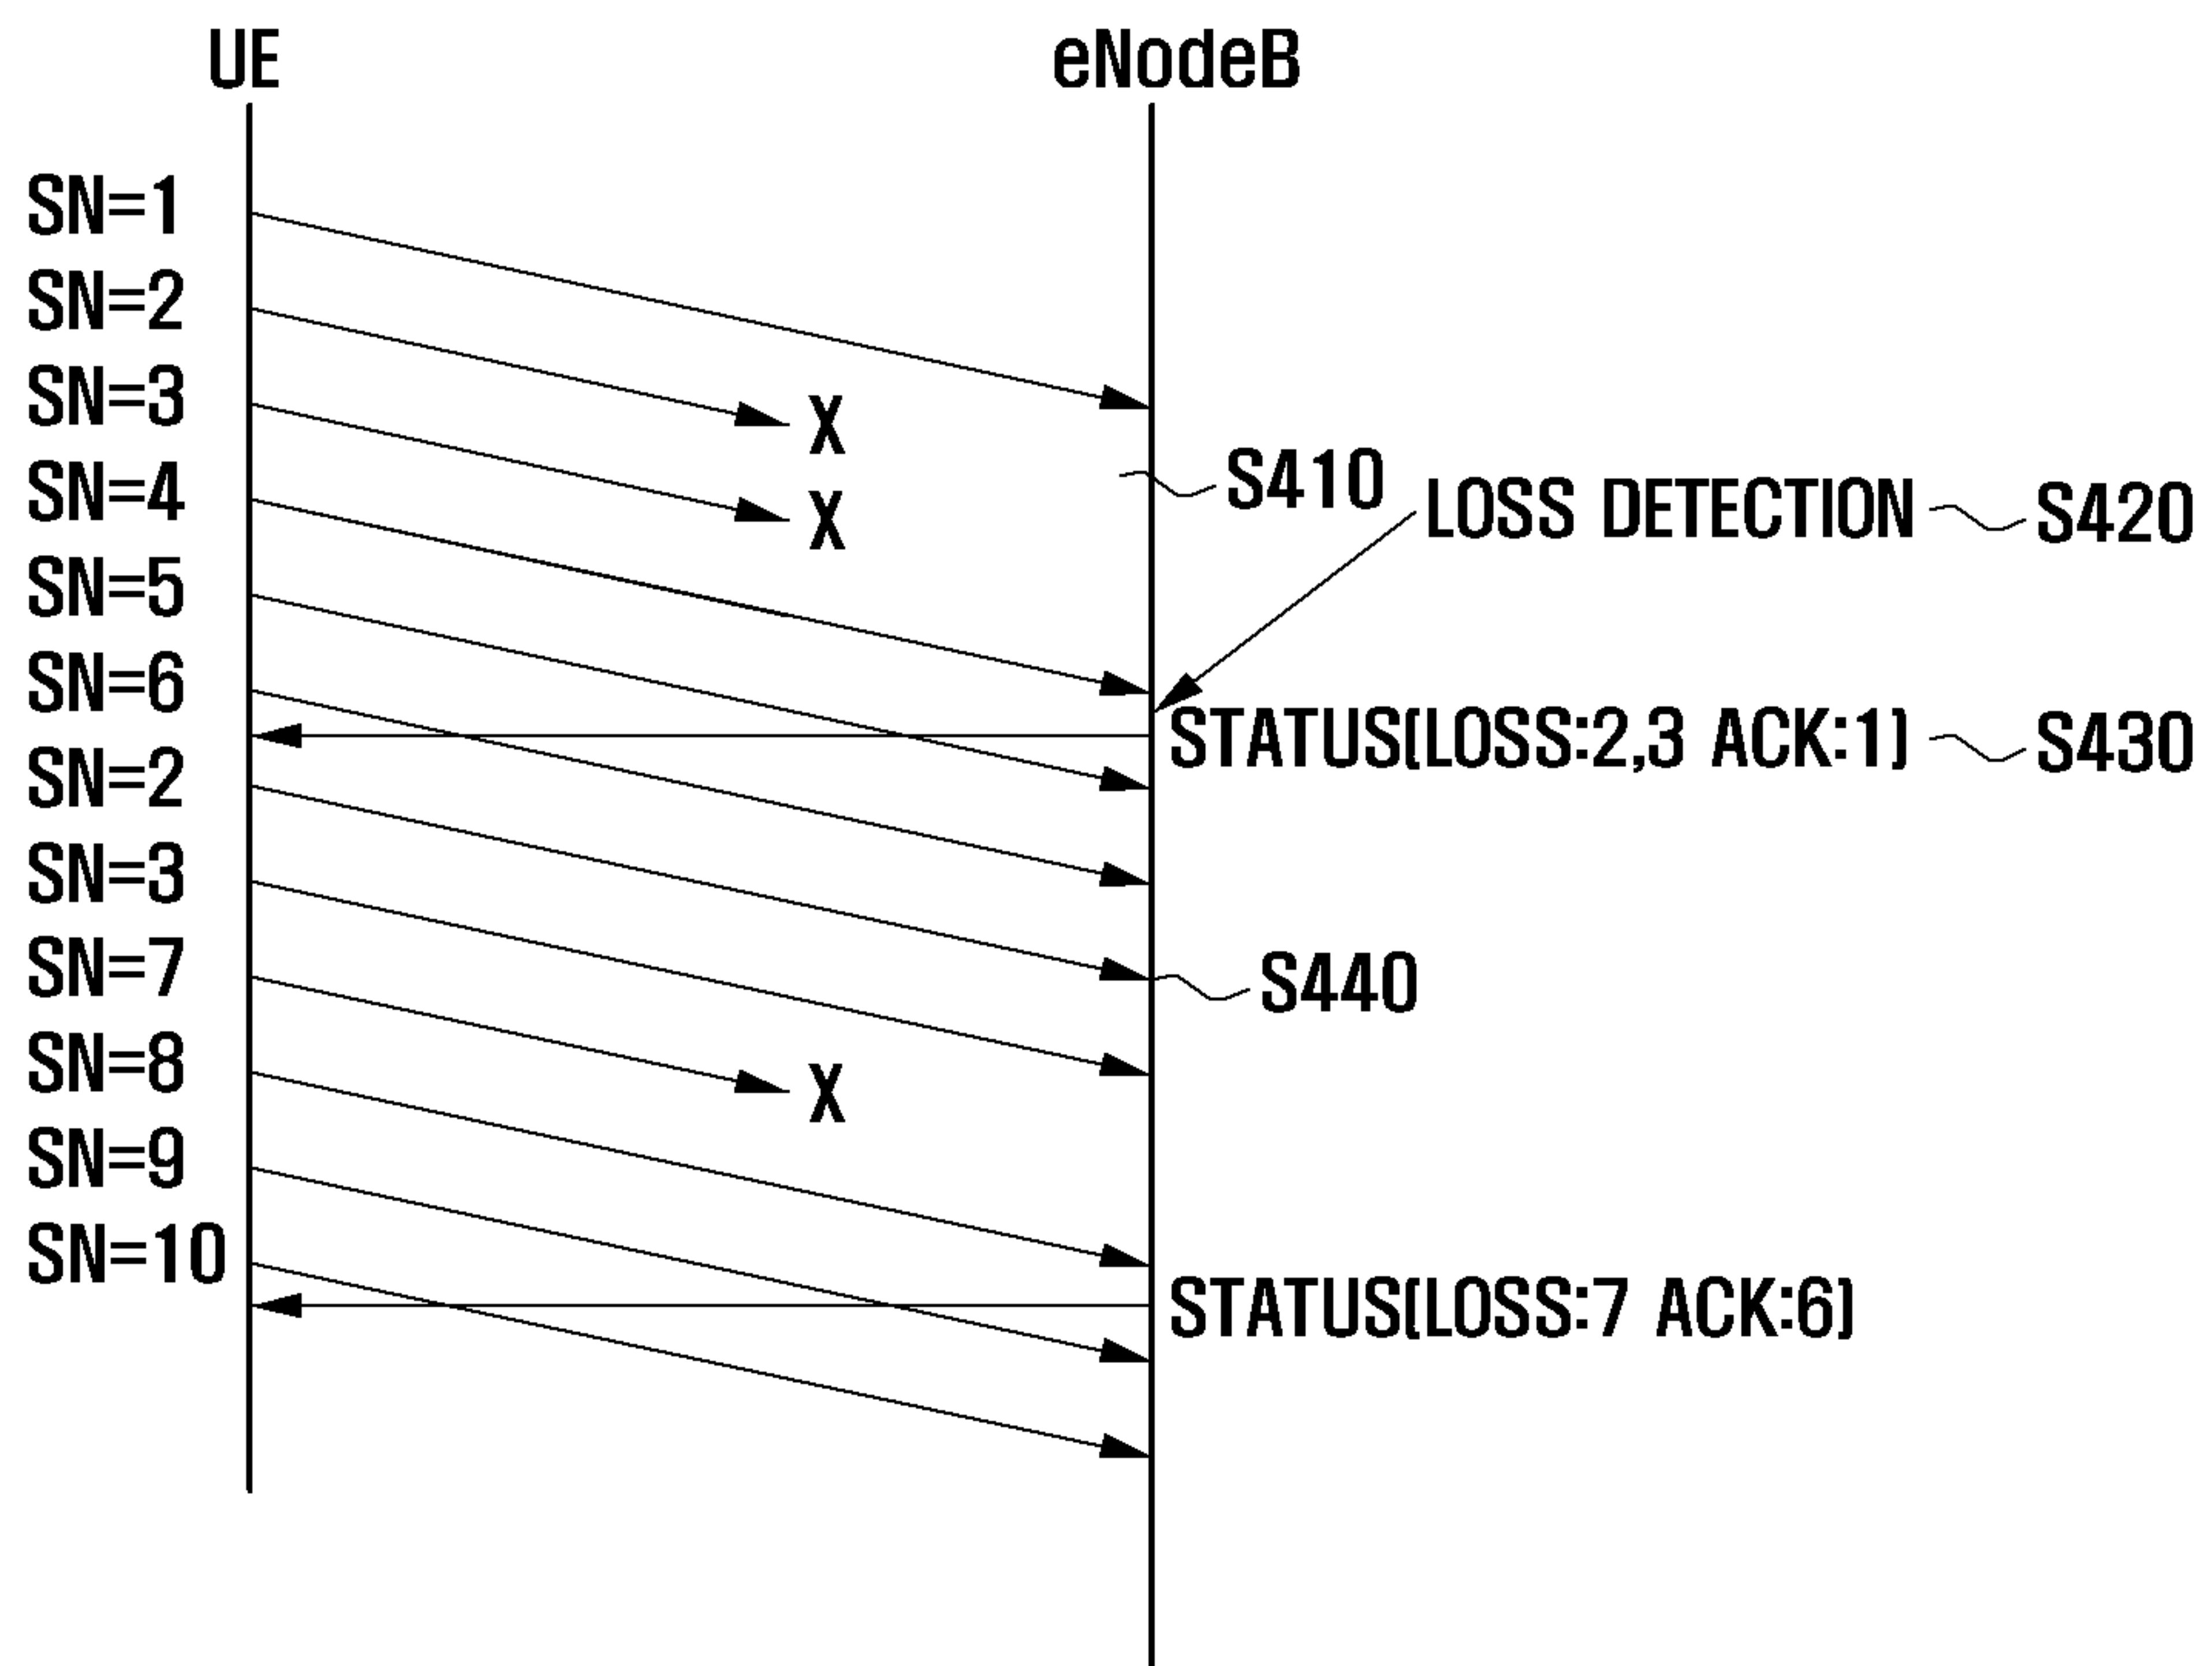 UE
eNodeB
SN=1
SN=2
SN=3
X
SN=4
S410
X
LOSS DETECTION
S420
SN=5
SN=6
STATUS(LOSS:2,3 ACK:1)
S430
SN=2
SN=3
SN=7
S440
SN=8
X
SN=9
SN=10
STATUS(LOSS:7 ACK:6)